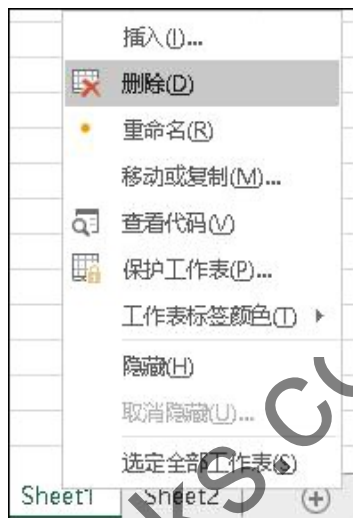 插入(I)...
删除(D)
重命名(R)
移动或复制(M)...
查看代码(V)
保护工作表(P)...
工作表标签颜色(T)
隐藏(H)
取消隐藏(U)...
选定全部工作表(S)
Sheet1 Sheet2
KS CO